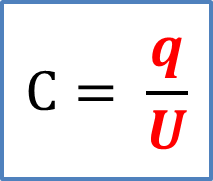 C = q/U